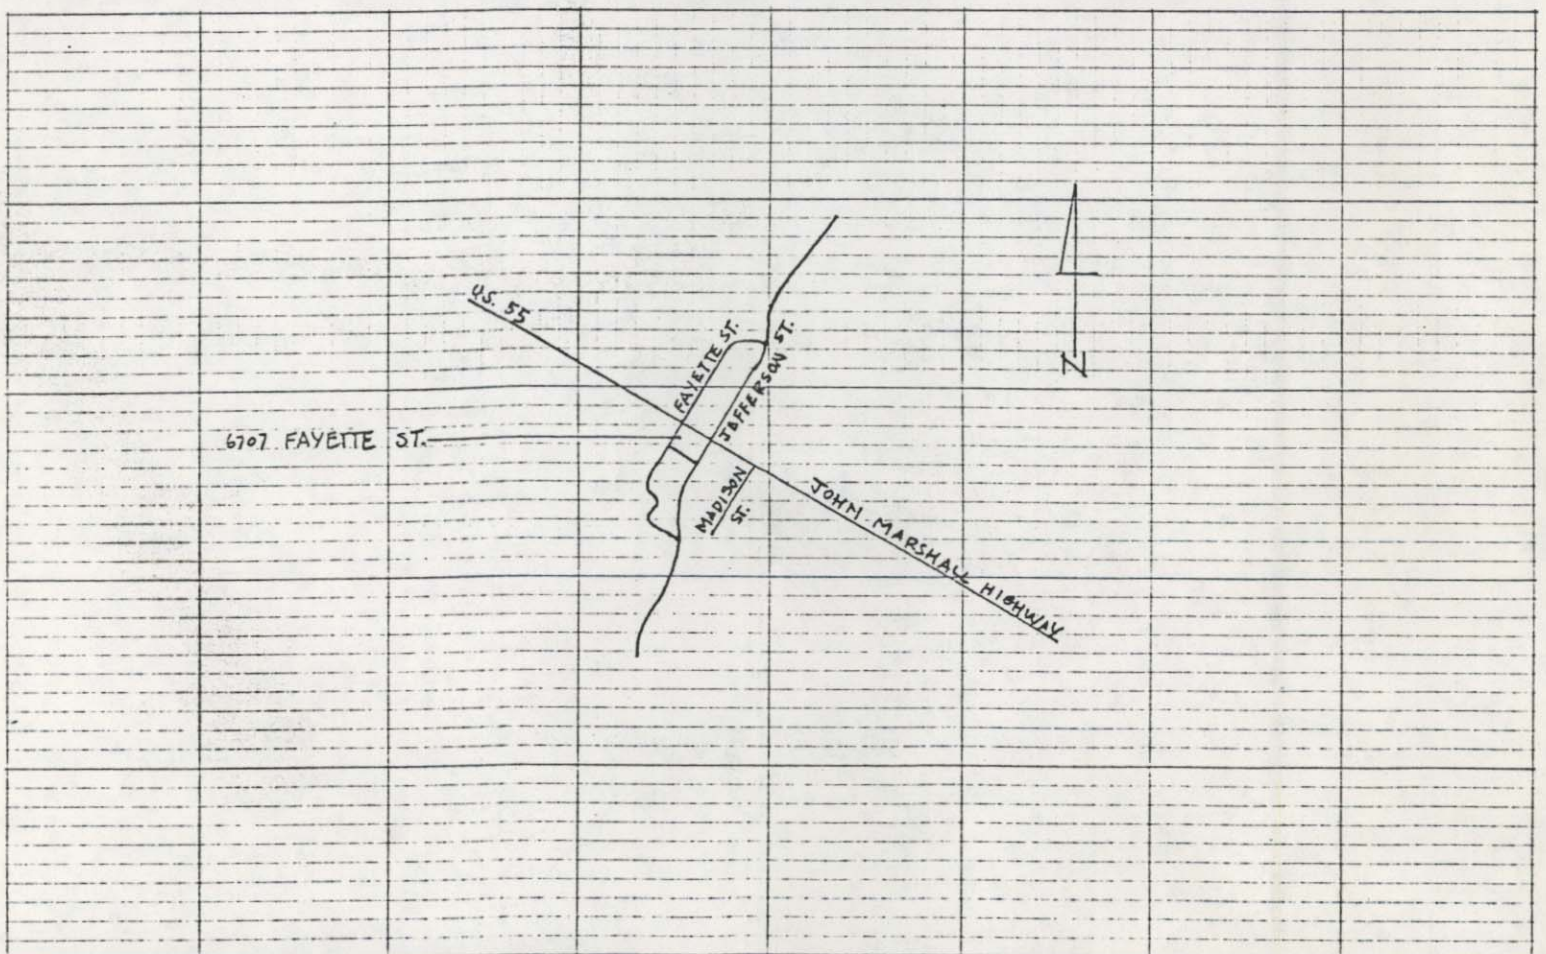 U.S. 55
FAYETTE ST.
JEFFERSON ST.
6707 FAYETTE ST.
MADISON
ST.
JOHN MARSHALL HIGHWAY
N